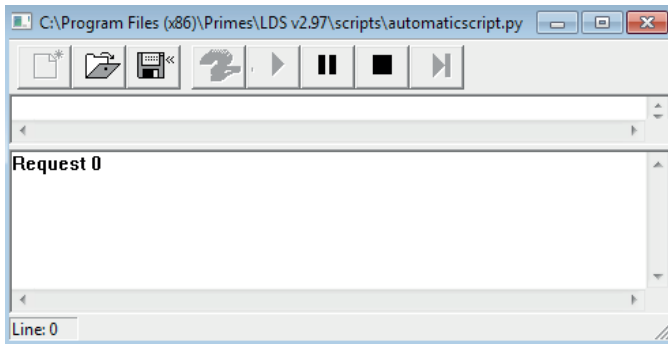 C:\Program Files (x86)\Primes\LDS v2.97\scripts\automaticscript.py
Request 0
Line: 0